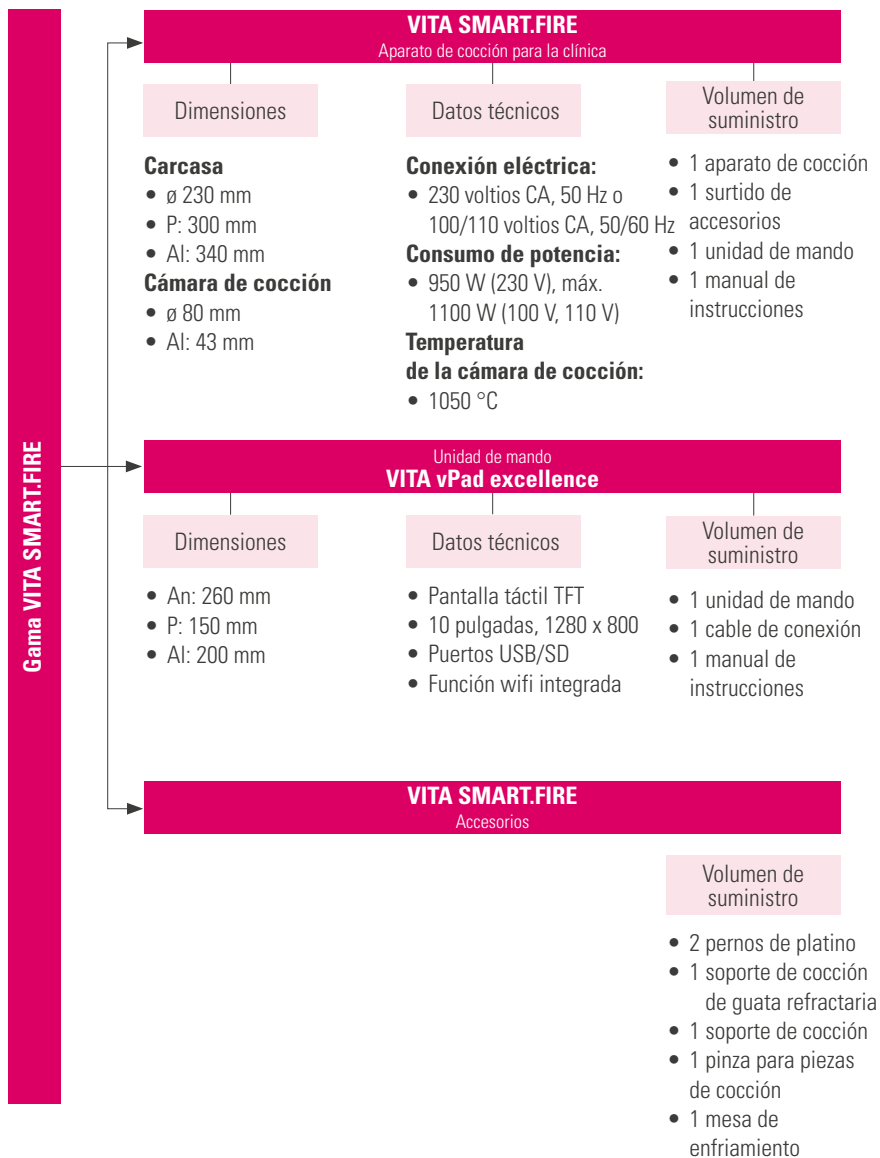 Gama VITA SMART.FIRE
VITA SMART.FIRE
Aparato de cocción para la clínica
Dimensiones
Carcasa
• ø 230 mm
• P: 300 mm
• Al: 340 mm
Cámara de cocción
• ø 80 mm
• Al: 43 mm
Datos técnicos
Conexión eléctrica:
• 230 voltios CA, 50 Hz o
100/110 voltios CA, 50/60 Hz
Consumo de potencia:
• 950 W (230 V), máx.
1100 W (100 V, 110 V)
Temperatura
de la cámara de cocción:
• 1050 °C
Volumen de
suministro
• 1 aparato de cocción
• 1 surtido de
accesorios
• 1 unidad de mando
• 1 manual de
instrucciones
Unidad de mando
VITA vPad excellence
Dimensiones
• An: 260 mm
• P: 150 mm
• Al: 200 mm
Datos técnicos
• Pantalla táctil TFT
• 10 pulgadas, 1280 x 800
• Puertos USB/SD
• Función wifi integrada
Volumen de
suministro
• 1 unidad de mando
• 1 cable de conexión
• 1 manual de
instrucciones
VITA SMART.FIRE
Accesorios
Volumen de
suministro
• 2 pernos de platino
• 1 soporte de cocción
de guata refractaria
• 1 soporte de cocción
• 1 pinza para piezas
de cocción
• 1 mesa de
enfriamiento